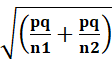 √(pq/n1 + pq/n2)